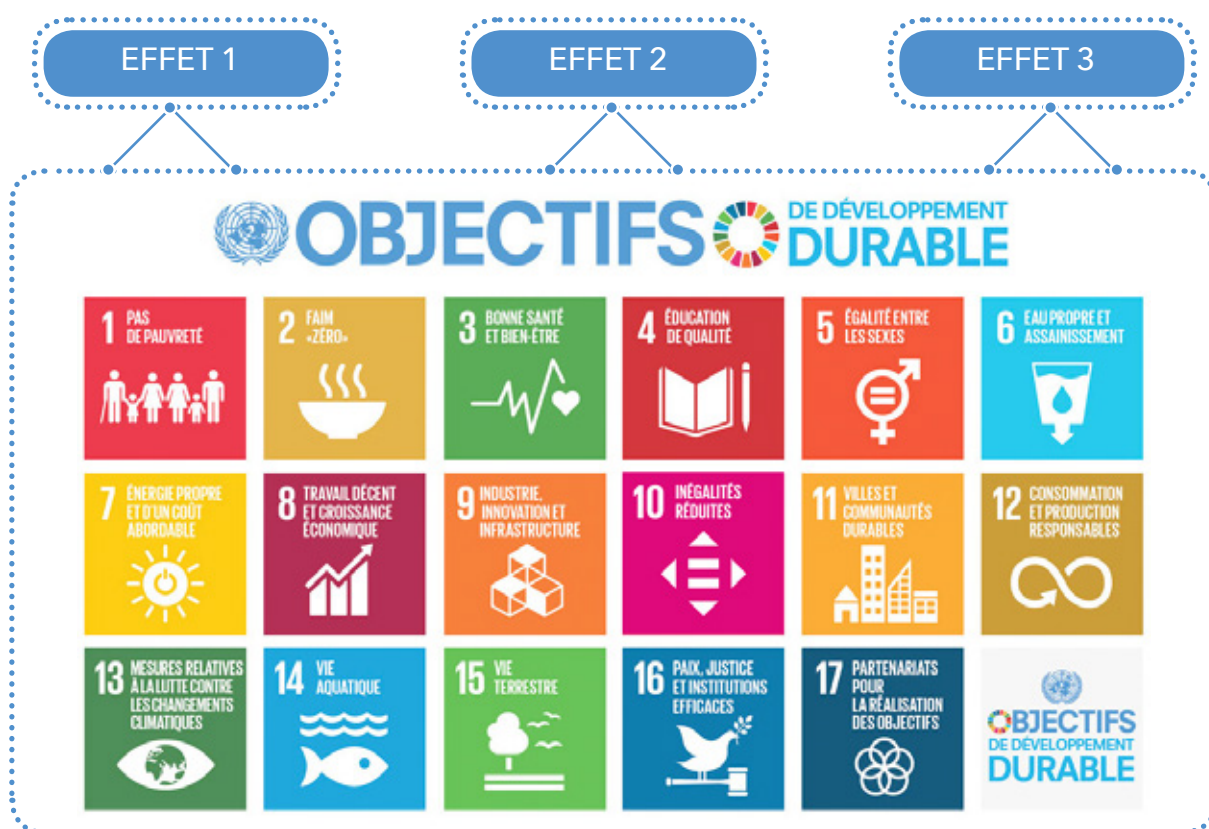 EFFET 1
EFFET 2
EFFET 3
OBJECTIFS
DE DÉVELOPPEMENT
DURABLE
1 PAS
DE PAUVRETÉ
2 FAIM
«ZÉRO»
3 BONNE SANTÉ
ET BIEN-ÊTRE
4 ÉDUCATION
DE QUALITÉ
5 ÉGALITÉ ENTRE
LES SEXES
6 EAU PROPRE ET
ASSAINISSEMENT
7 ÉNERGIE PROPRE
ET D'UN COÛT
ABORDABLE
8 TRAVAIL DÉCENT
ET CROISSANCE
ÉCONOMIQUE
9 INDUSTRIE,
INNOVATION ET
INFRASTRUCTURE
10 INÉGALITÉS
RÉDUITES
11 VILLES ET
COMMUNAUTÉS
DURABLES
12 CONSOMMATION
ET PRODUCTION
RESPONSABLES
13 MESURES RELATIVES
À LA LUTTE CONTRE
LES CHANGEMENTS
CLIMATIQUES
14 VIE
AQUATIQUE
15 VIE
TERRESTRE
16 PAIX, JUSTICE
ET INSTITUTIONS
EFFICACES
17 PARTENARIATS
POUR
LA RÉALISATION
DES OBJECTIFS
OBJECTIFS
DE DÉVELOPPEMENT
DURABLE